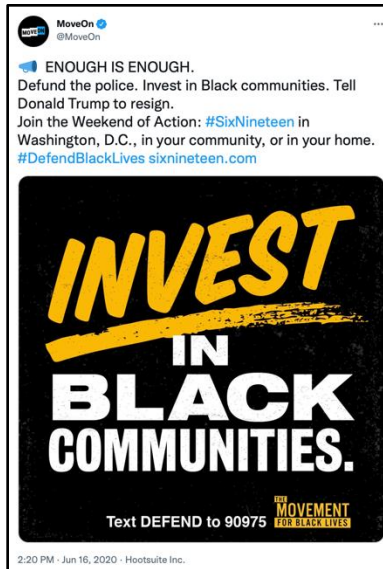 MoveOn
@MoveOn
...
MOVEON
ENOUGH IS ENOUGH.
Defund the police. Invest in Black communities. Tell
Donald Trump to resign.
Join the Weekend of Action: #SixNineteen in
Washington, D.C., in your community, or in your home.
#DefendBlackLives sixnineteen.com
INVEST
IN
BLACK
COMMUNITIES.
Text DEFEND to 90975
THE
MOVEMENT
FOR BLACK LIVES
2:20 PM · Jun 16, 2020 · Hootsuite Inc.